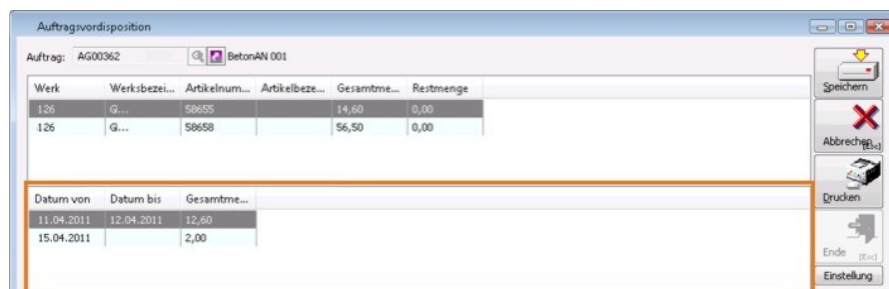 Auftragsvordisposition
Auftrag: AG00362 BetonAN 001
Werk Werksbezei... Artikelnum... Artikelbeze... Gesamtme... Restmenge
126 G... 58655 14,60 0,00
126 G... 58658 56,50 0,00
Datum von Datum bis Gesamtme...
11.04.2011 12.04.2011 12,60
15.04.2011 2,00
Speichern
Abbrechen [Esc]
Drucken
Ende [Esc]
Einstellung